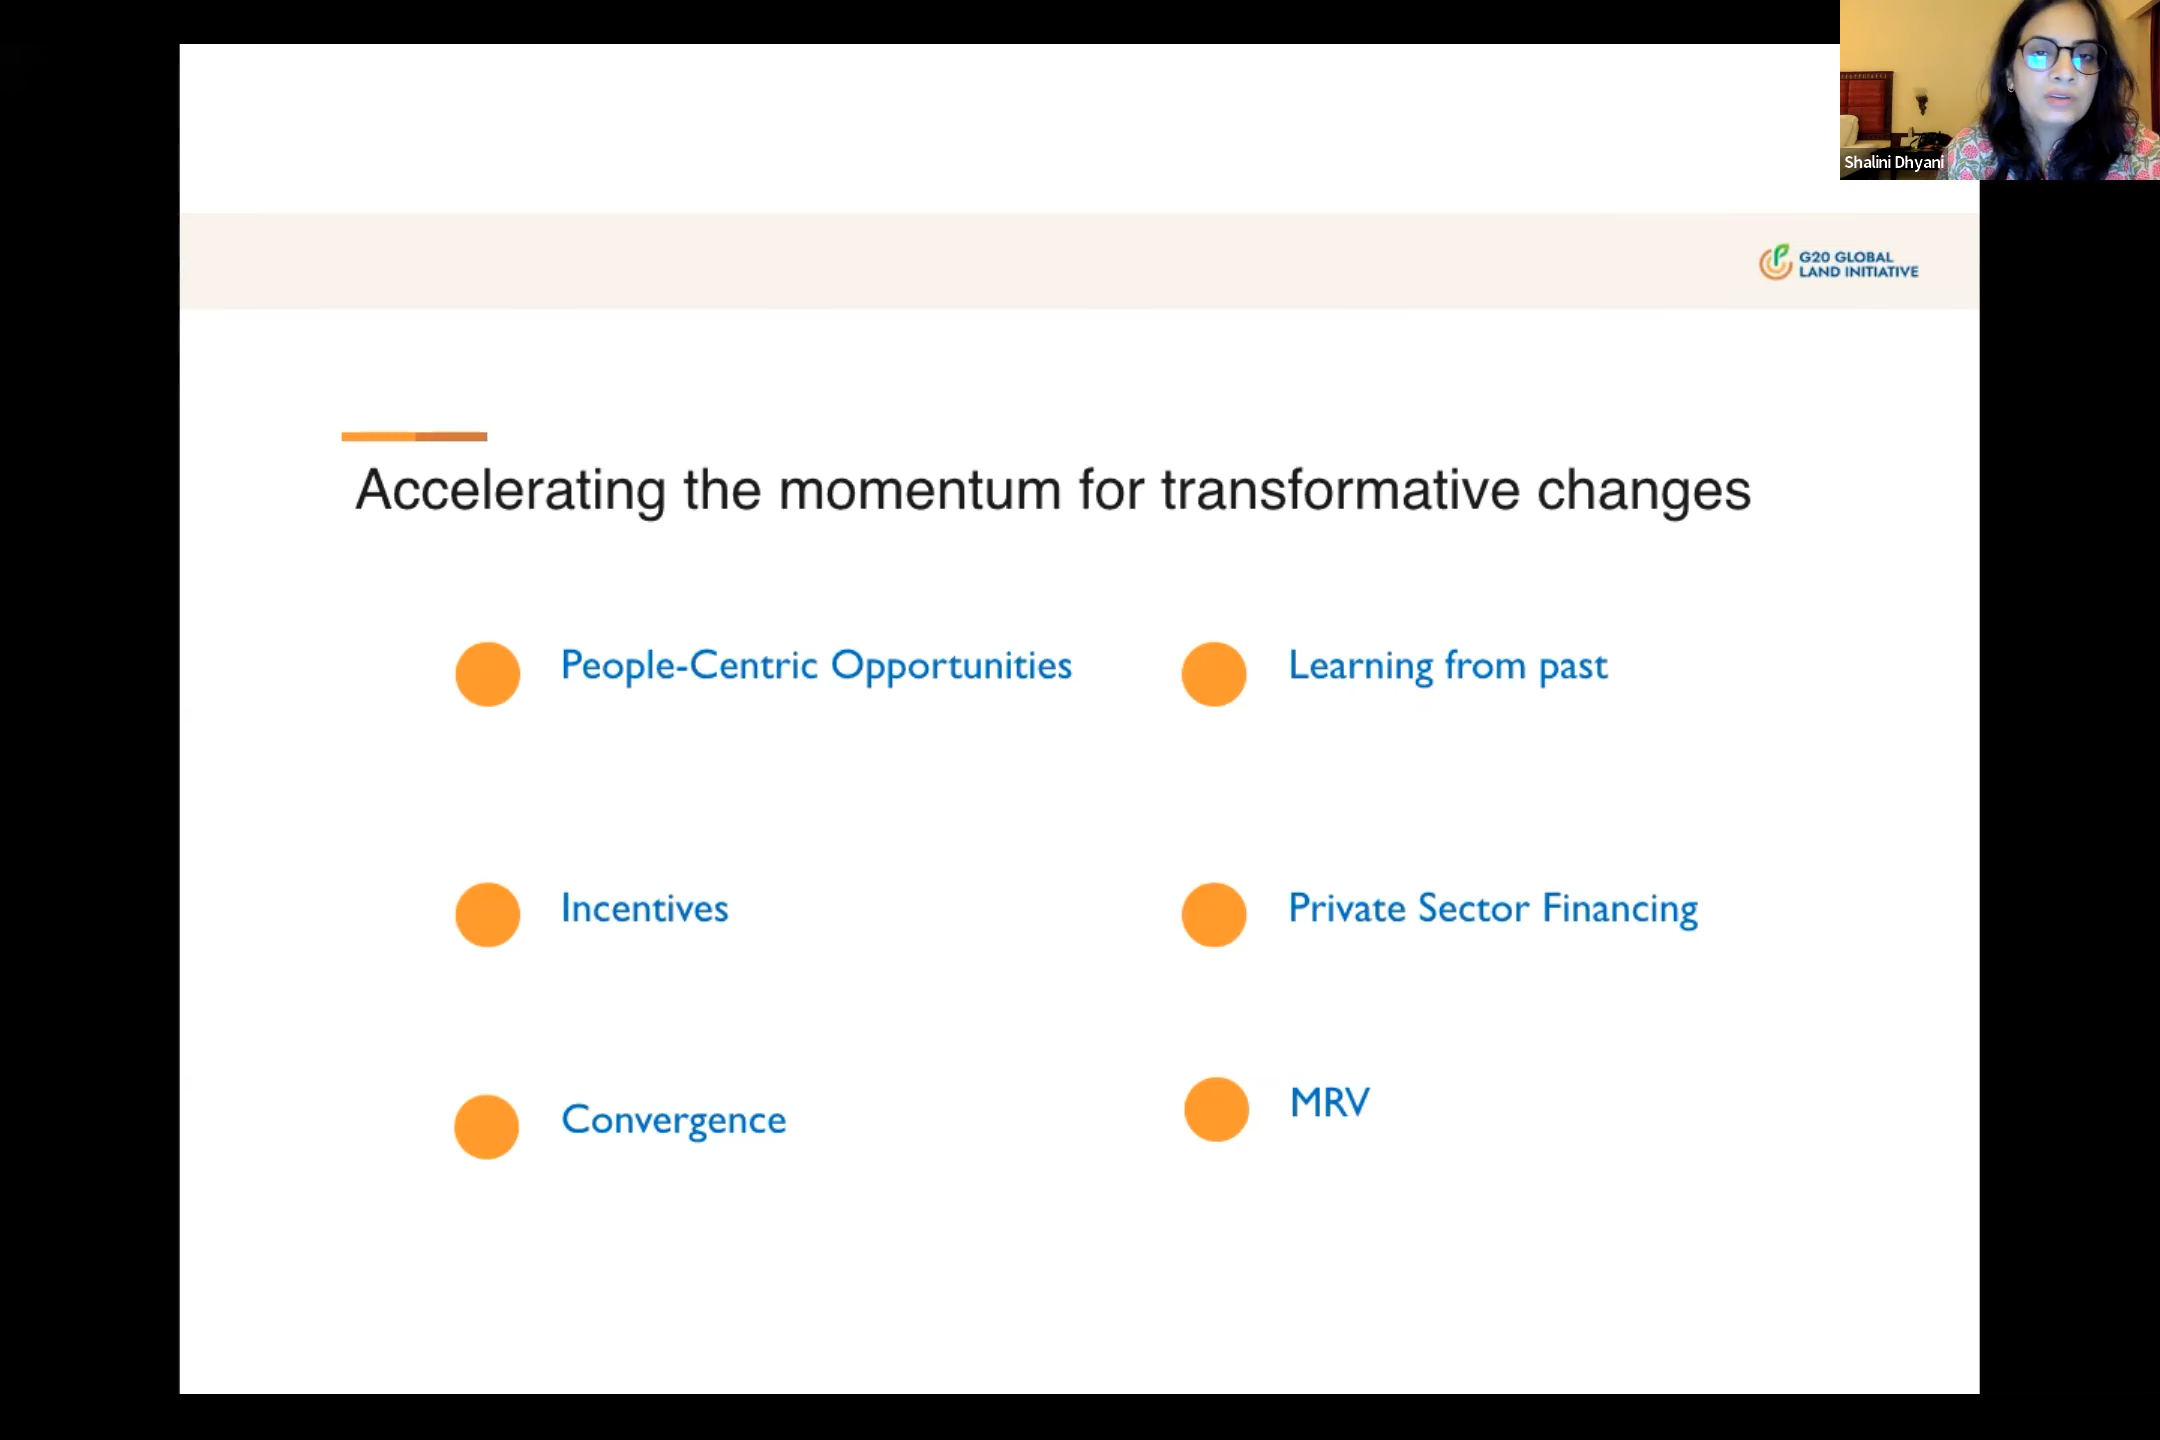 Shalini Dhyani
G20 GLOBAL
LAND INITIATIVE
Accelerating the momentum for transformative changes
People-Centric Opportunities
Learning from past
Incentives
Private Sector Financing
Convergence
MRV